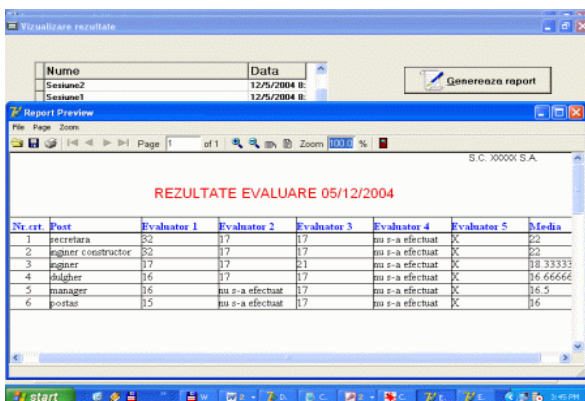 Vizualizare rezultate
Nume Data
Sesiune2 12/5/2004 8:
Sesiune1 12/5/2004 8:
Genereaza raport
Report Preview
File Page Zoom
Page 1 of 1 Zoom 100.0 %
S.C. XXXXX S.A.
REZULTATE EVALUARE 05/12/2004
Nr.crt. Post Evaluator 1 Evaluator 2 Evaluator 3 Evaluator 4 Evaluator 5 Media
1 secretara 32 17 17 nu s-a efectuat X 22
2 inginer constructor 32 17 17 nu s-a efectuat X 22
3 inginer 17 17 21 nu s-a efectuat X 18.33333
4 dulgher 16 17 17 nu s-a efectuat X 16.66666
5 manager 16 nu s-a efectuat 17 nu s-a efectuat X 16.5
6 postas 15 nu s-a efectuat 17 nu s-a efectuat X 16
start 3:45 PM